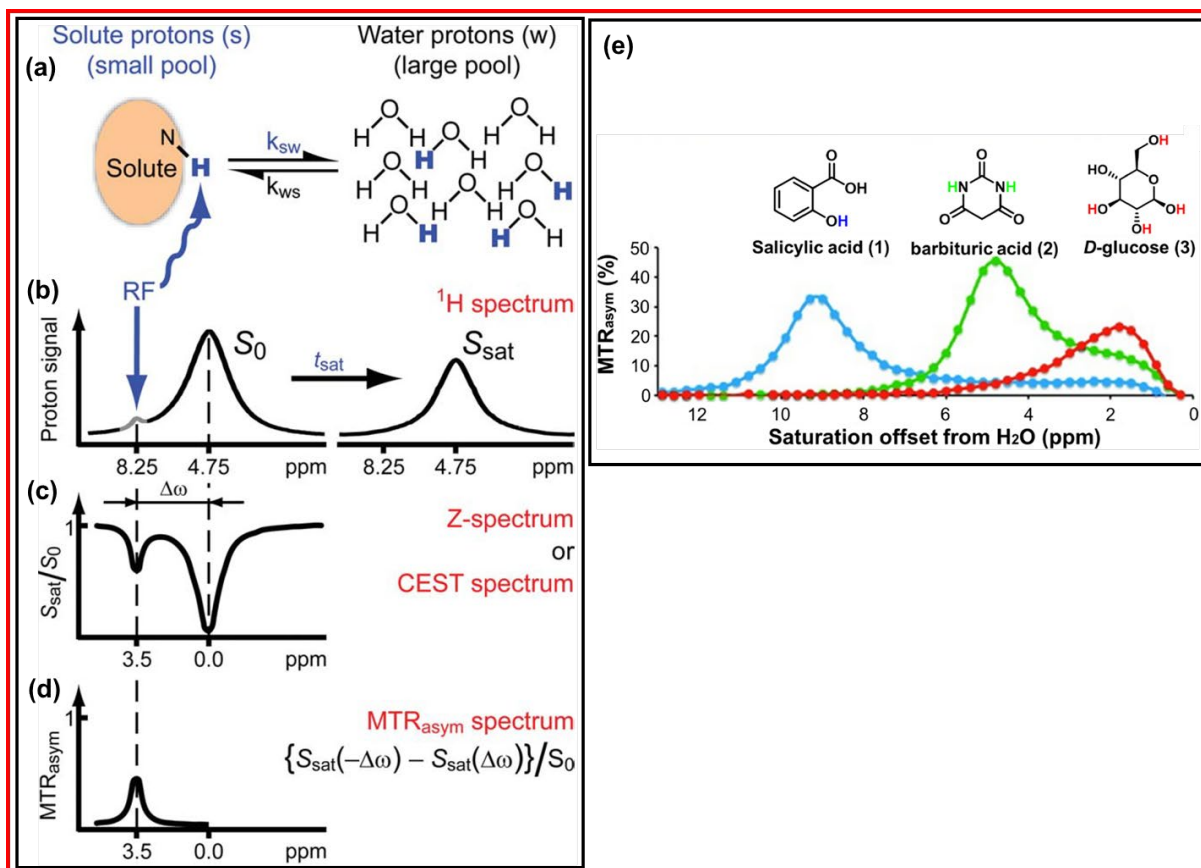 Solute protons (s)
(small pool)
Water protons (w)
(large pool)
(a)
N
H
Solute
k_sw
k_ws
O
H H
O
H H
O
H H
O
H H
O
H H
O
H H
O
H H
O
H H
RF
(b)
¹H spectrum
Proton signal
S₀
t_sat
S_sat
8.25 4.75 ppm
8.25 4.75 ppm
(c)
Δω
1
S_sat/S₀
Z-spectrum
or
CEST spectrum
3.5 0.0 ppm
(d)
1
MTR_asym
MTR_asym spectrum
{S_sat(−Δω) − S_sat(Δω)}/S₀
3.5 0.0 ppm
(e)
O
OH
OH
Salicylic acid (1)
O
H N N H
O O
barbituric acid (2)
OH
HO O
HO OH
OH
D-glucose (3)
MTR_asym (%)
50
40
30
20
10
0
12 10 8 6 4 2 0
Saturation offset from H₂O (ppm)